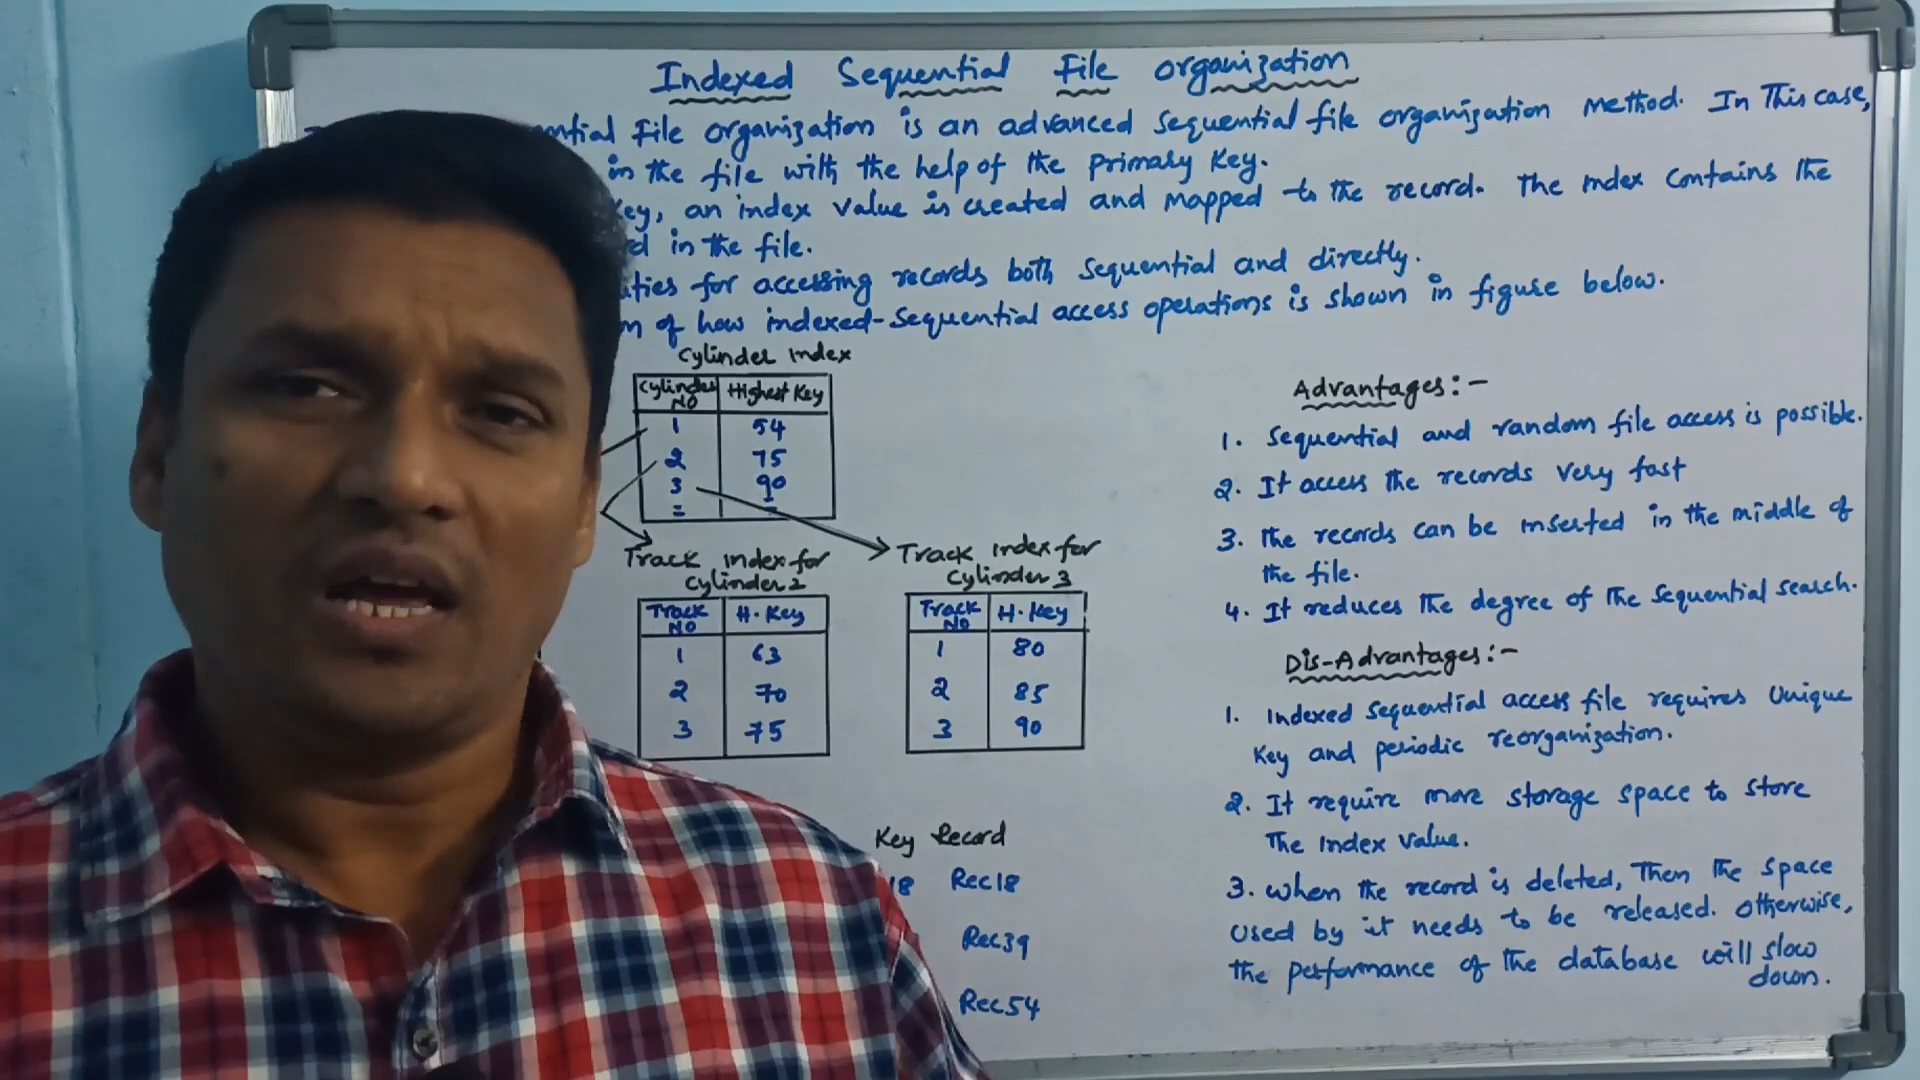 Indexed Sequential File organization
ntial File organization is an advanced sequential file organization method. In This case,
in the file with the help of the primary Key.
Key, an index value is created and mapped to the record. The index contains the
d in the file.
ities for accessing records both sequential and directly.
n of how indexed-sequential access operations is shown in figure below.
Cylinder index
Cylinder NO Highest Key
1 54
2 75
3 90
= =
Track index for
Cylinder 2
Track NO H. Key
1 63
2 70
3 75
Track index for
Cylinder 3
Track NO H. Key
1 80
2 85
3 90
Key Record
18 Rec18
Rec39
Rec54
Advantages:-
1. Sequential and random file access is possible.
2. It access the records very fast
3. The records can be inserted in the middle of
the file.
4. It reduces the degree of the sequential search.
Dis-Advantages:-
1. Indexed sequential access file requires Unique
Key and periodic reorganization.
2. It require more storage space to store
The index value.
3. When the record is deleted, Then the space
used by it needs to be released. Otherwise,
the performance of the database will slow
down.